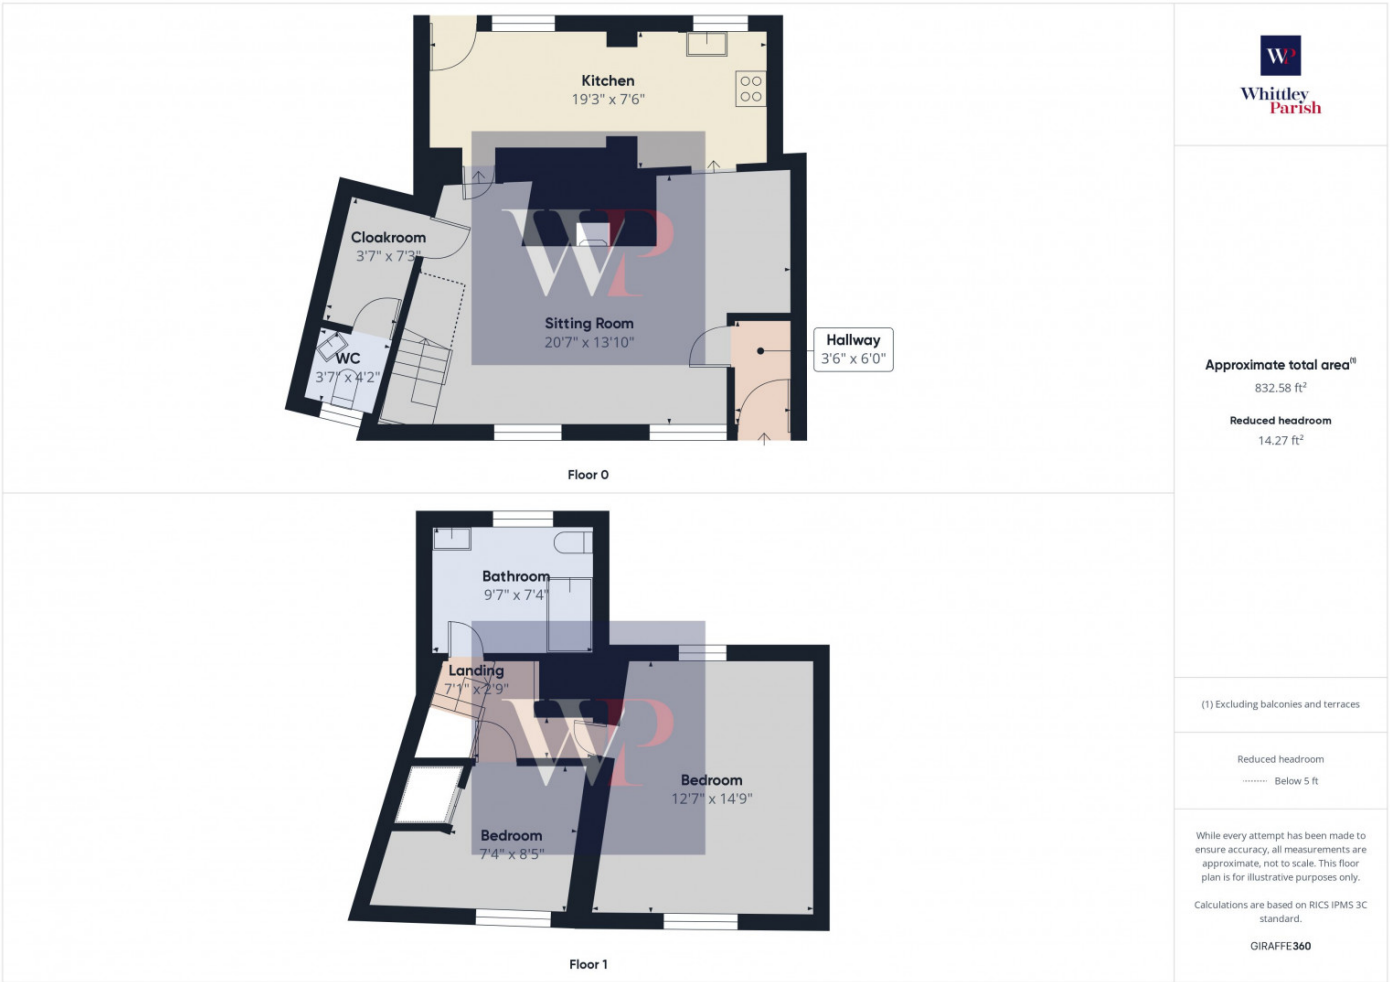 Kitchen
19'3" x 7'6"
Cloakroom
3'7" x 7'3"
Sitting Room
20'7" x 13'10"
WC
3'7" x 4'2"
Hallway
3'6" x 6'0"
Floor 0
Bathroom
9'7" x 7'4"
Landing
7'1" x 2'9"
Bedroom
12'7" x 14'9"
Bedroom
7'4" x 8'5"
Floor 1
WP
WP
WP
Whittley
Parish
Approximate total area(1)
832.58 ft²
Reduced headroom
14.27 ft²
(1) Excluding balconies and terraces
Reduced headroom
Below 5 ft
While every attempt has been made to
ensure accuracy, all measurements are
approximate, not to scale. This floor
plan is for illustrative purposes only.
Calculations are based on RICS IPMS 3C
standard.
GIRAFFE360